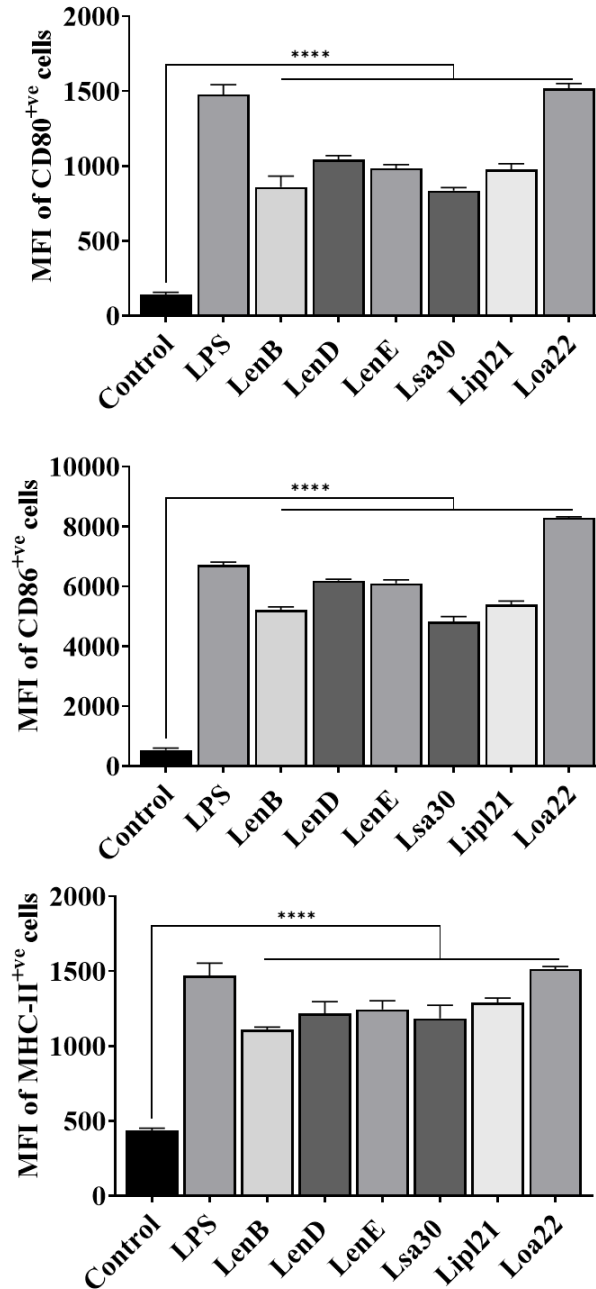 MFI of CD80+ve cells
2000
1500
1000
500
0
****
Control
LPS
LenB
LenD
LenE
Lsa30
Lipl21
Loa22
MFI of CD86+ve cells
10000
8000
6000
4000
2000
0
****
Control
LPS
LenB
LenD
LenE
Lsa30
Lipl21
Loa22
MFI of MHC-II+ve cells
2000
1500
1000
500
0
****
Control
LPS
LenB
LenD
LenE
Lsa30
Lipl21
Loa22